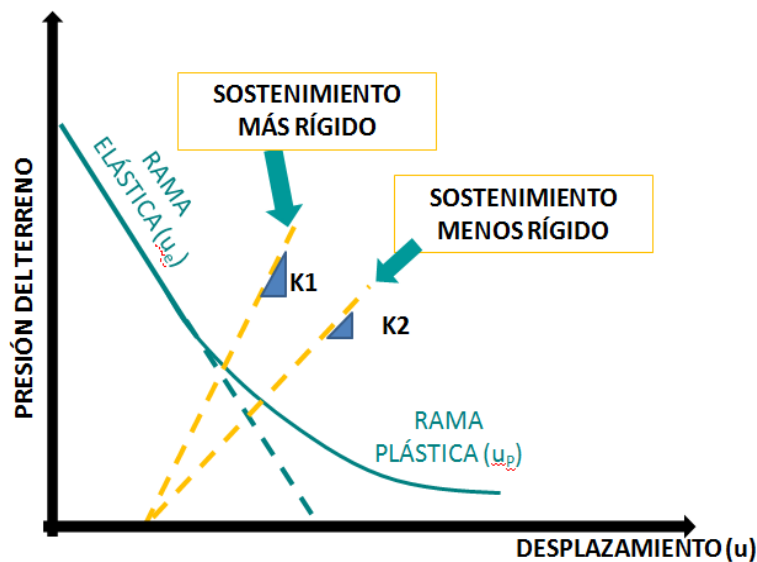 SOSTENIMIENTO
MÁS RÍGIDO
RAMA
ELÁSTICA (ue)
SOSTENIMIENTO
MENOS RÍGIDO
K1
K2
PRESIÓN DEL TERRENO
RAMA
PLÁSTICA (up)
DESPLAZAMIENTO (u)